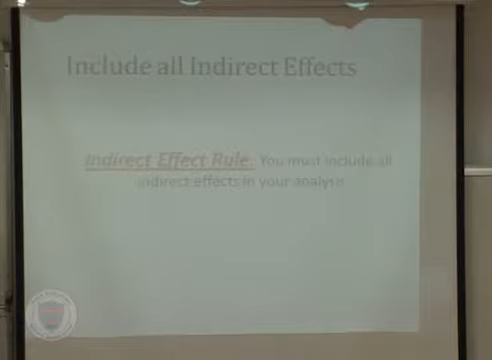 Include all Indirect Effects
Indirect Effect Rule: You must include all
indirect effects in your analysis